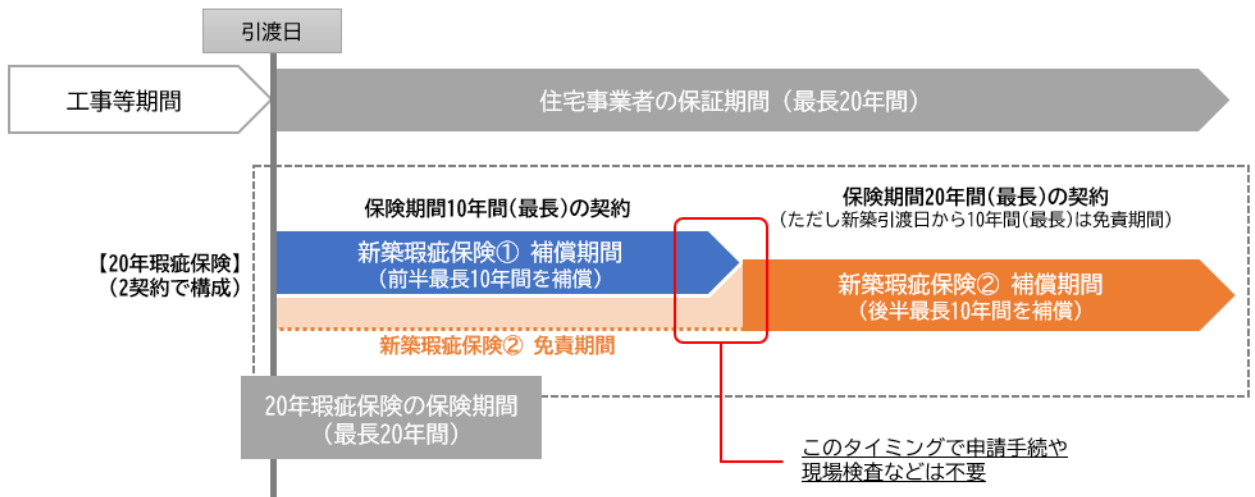 引渡日
工事等期間
住宅事業者の保証期間（最長20年間）
保険期間10年間(最長)の契約
保険期間20年間(最長)の契約
（ただし新築引渡日から10年間(最長)は免責期間）
【20年瑕疵保険】
（2契約で構成）
新築瑕疵保険① 補償期間
（前半最長10年間を補償）
新築瑕疵保険② 補償期間
（後半最長10年間を補償）
新築瑕疵保険② 免責期間
20年瑕疵保険の保険期間
（最長20年間）
このタイミングで申請手続や
現場検査などは不要